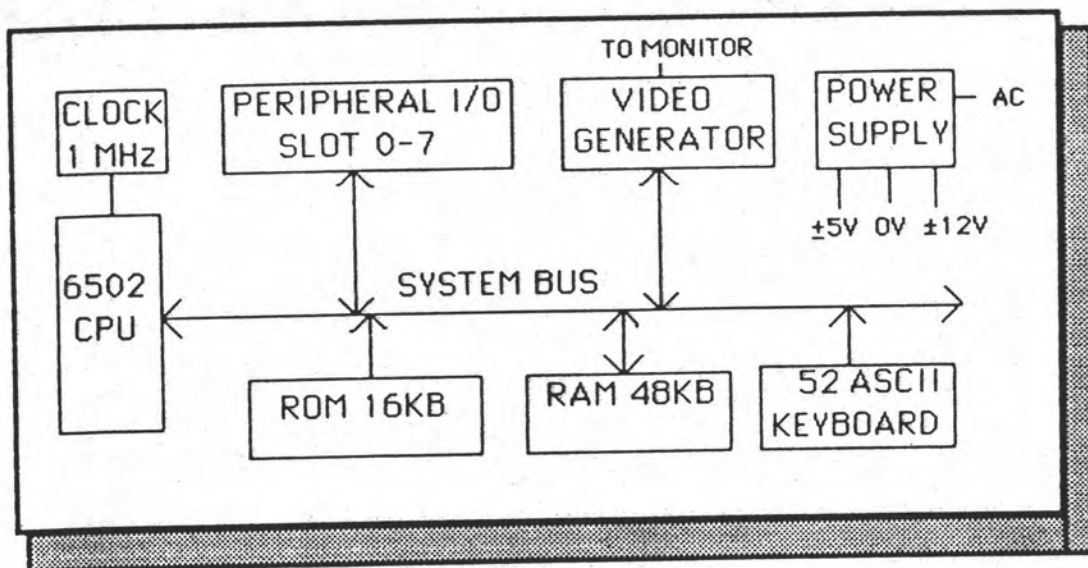 TO MONITOR
CLOCK
1 MHz
PERIPHERAL I/O
SLOT 0-7
VIDEO
GENERATOR
POWER
SUPPLY
AC
±5V 0V ±12V
6502
CPU
SYSTEM BUS
ROM 16KB
RAM 48KB
52 ASCII
KEYBOARD